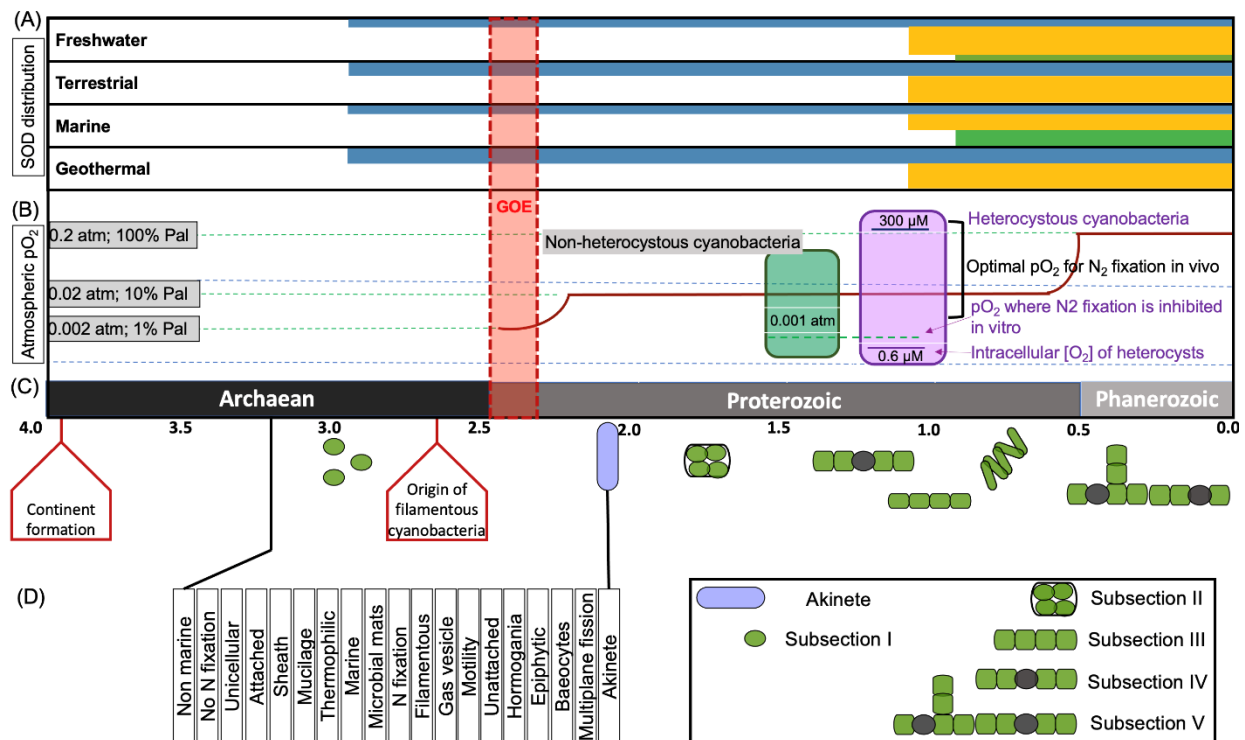 (A)
SOD distribution
Freshwater
Terrestrial
Marine
Geothermal
(B)
Atmospheric pO₂
GOE
0.2 atm; 100% Pal
0.02 atm; 10% Pal
0.002 atm; 1% Pal
Non-heterocystous cyanobacteria
0.001 atm
300 µM
0.6 µM
Heterocystous cyanobacteria
Optimal pO₂ for N₂ fixation in vivo
pO₂ where N2 fixation is inhibited
in vitro
Intracellular [O₂] of heterocysts
(C)
Archaean
Proterozoic
Phanerozoic
4.0
3.5
3.0
2.5
2.0
1.5
1.0
0.5
0.0
Continent
formation
Origin of
filamentous
cyanobacteria
(D)
Non marine
No N fixation
Unicellular
Attached
Sheath
Mucilage
Thermophilic
Marine
Microbial mats
N fixation
Filamentous
Gas vesicle
Motility
Unattached
Hormogania
Epiphytic
Baeocytes
Multiplane fission
Akinete
Akinete
Subsection I
Subsection II
Subsection III
Subsection IV
Subsection V